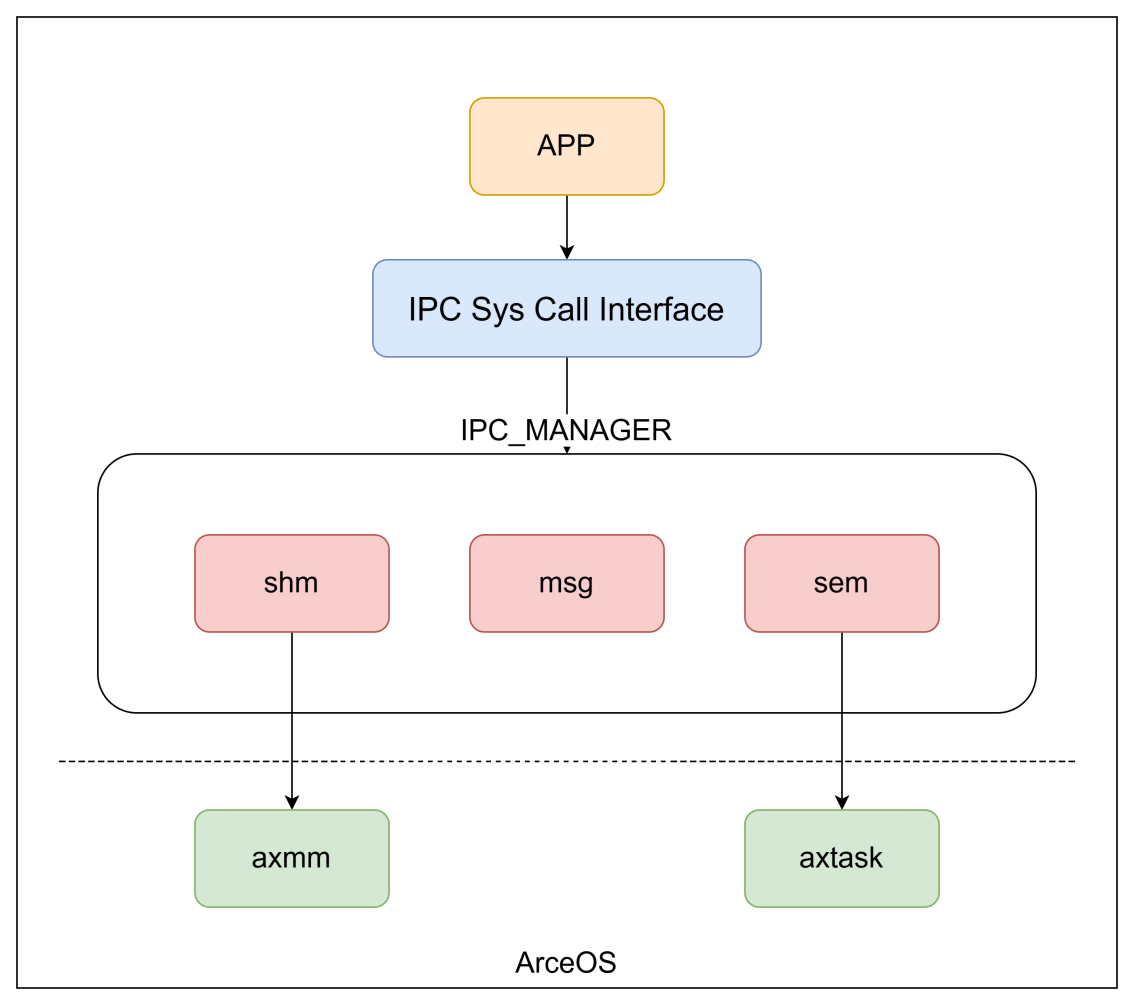 APP
IPC Sys Call Interface
IPC_MANAGER
shm
msg
sem
axmm
axtask
ArceOS